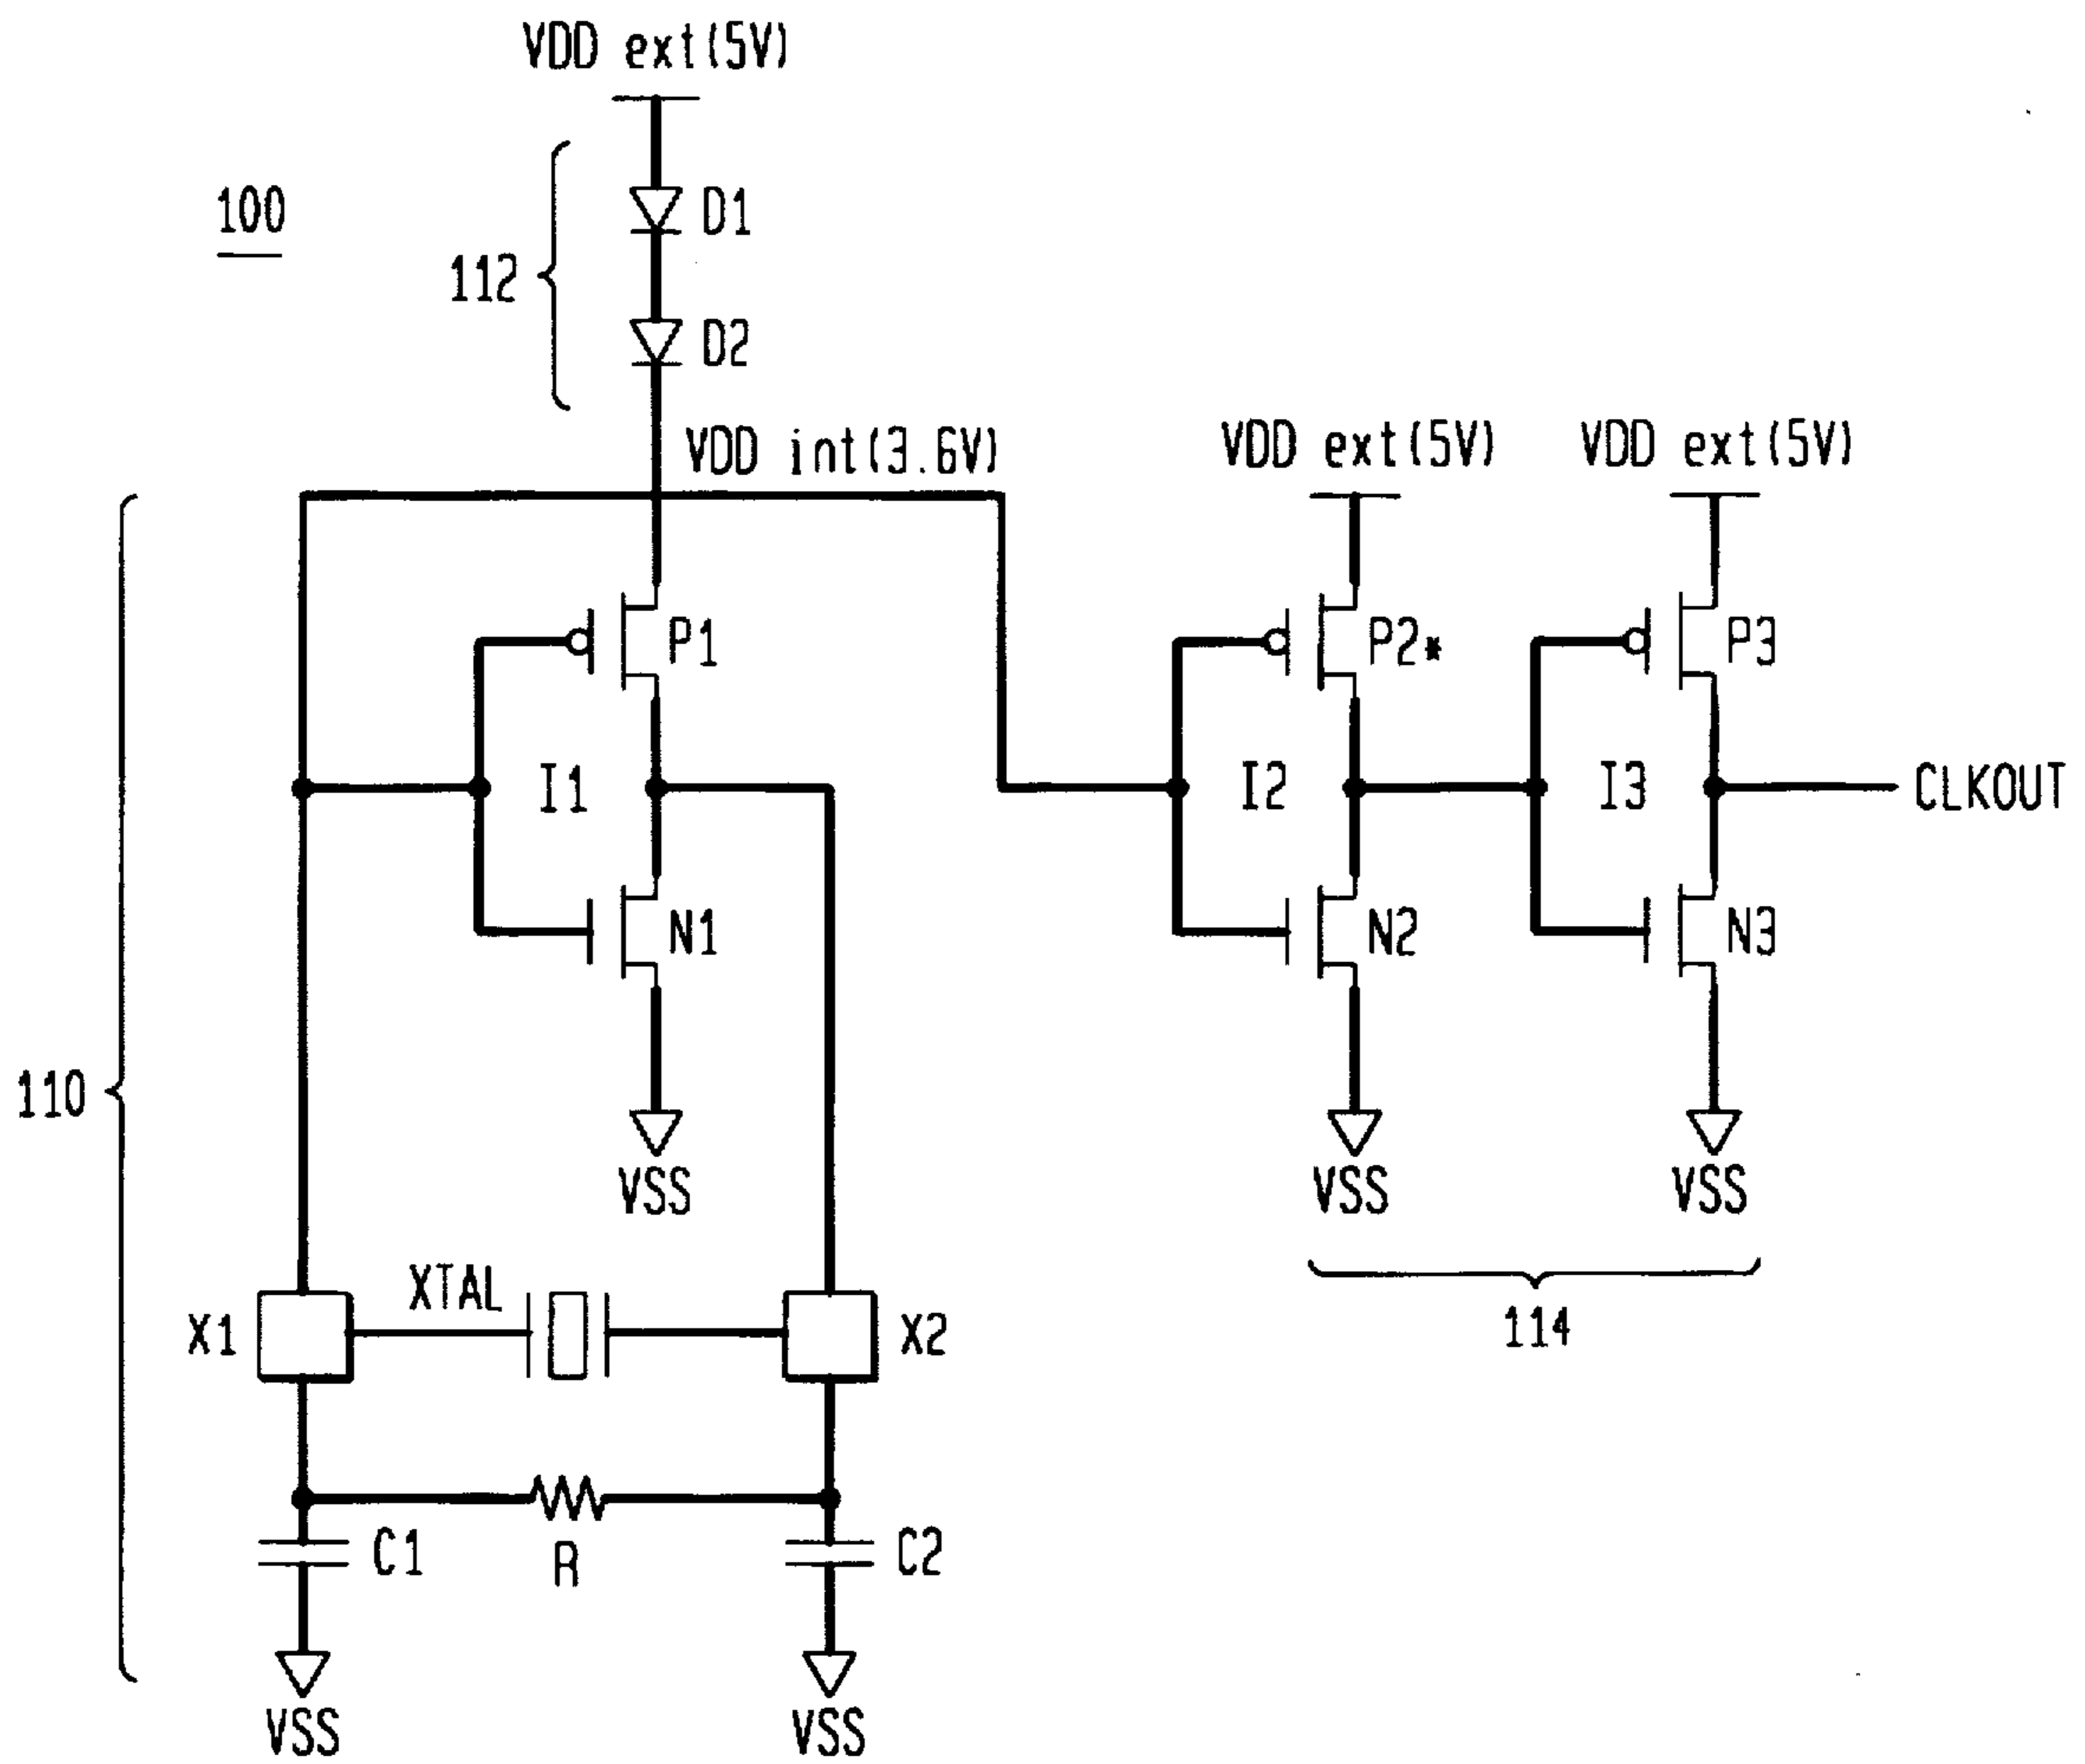 VDD ext(5V)
100
D1
112
D2
VDD int(3.6V)
VDD ext(5V)
VDD ext(5V)
P1
P2*
P3
I1
I2
I3
CLKOUT
N1
N2
N3
110
VSS
VSS
VSS
XTAL
X1
X2
114
C1
R
C2
VSS
VSS